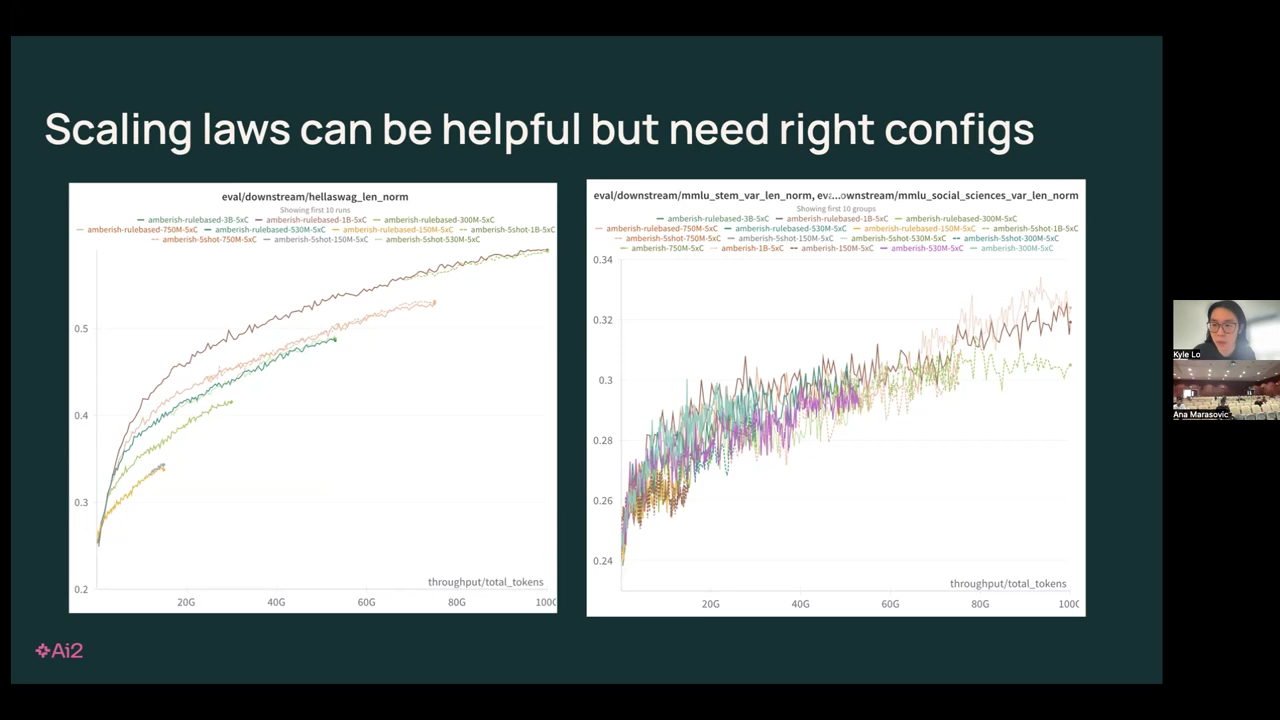 Scaling laws can be helpful but need right configs
eval/downstream/hellaswag_len_norm
Showing first 10 runs
amberish-rulebased-3B-5xC amberish-rulebased-1B-5xC amberish-rulebased-300M-5xC
amberish-rulebased-750M-5xC amberish-rulebased-530M-5xC amberish-rulebased-150M-5xC amberish-5shot-1B-5xC
amberish-5shot-750M-5xC amberish-5shot-150M-5xC amberish-5shot-530M-5xC
0.5
0.4
0.3
0.2
throughput/total_tokens
20G 40G 60G 80G 100G
eval/downstream/mmlu_stem_var_len_norm, eva...ownstream/mmlu_social_sciences_var_len_norm
Showing first 10 groups
amberish-rulebased-3B-5xC amberish-rulebased-1B-5xC amberish-rulebased-300M-5xC
amberish-rulebased-750M-5xC amberish-rulebased-530M-5xC amberish-rulebased-150M-5xC amberish-5shot-1B-5xC
amberish-5shot-750M-5xC amberish-5shot-150M-5xC amberish-5shot-530M-5xC amberish-5shot-300M-5xC
amberish-750M-5xC amberish-1B-5xC amberish-150M-5xC amberish-530M-5xC amberish-300M-5xC
0.34
0.32
0.3
0.28
0.26
0.24
throughput/total_tokens
20G 40G 60G 80G 100G
Ai2
Kyle Lo
Ana Marasovic